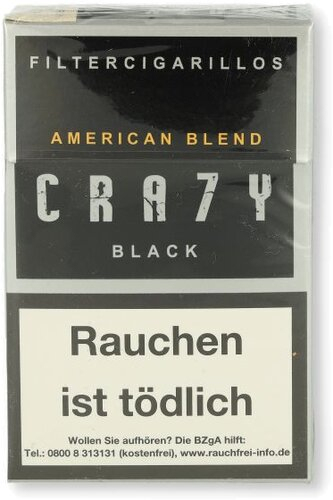 FILTERCIGARILLOS
AMERICAN BLEND
CRA7Y
BLACK
Rauchen
ist tödlich
Wollen Sie aufhören? Die BZgA hilft:
Tel.: 0800 8 313131 (kostenfrei), www.rauchfrei-info.de